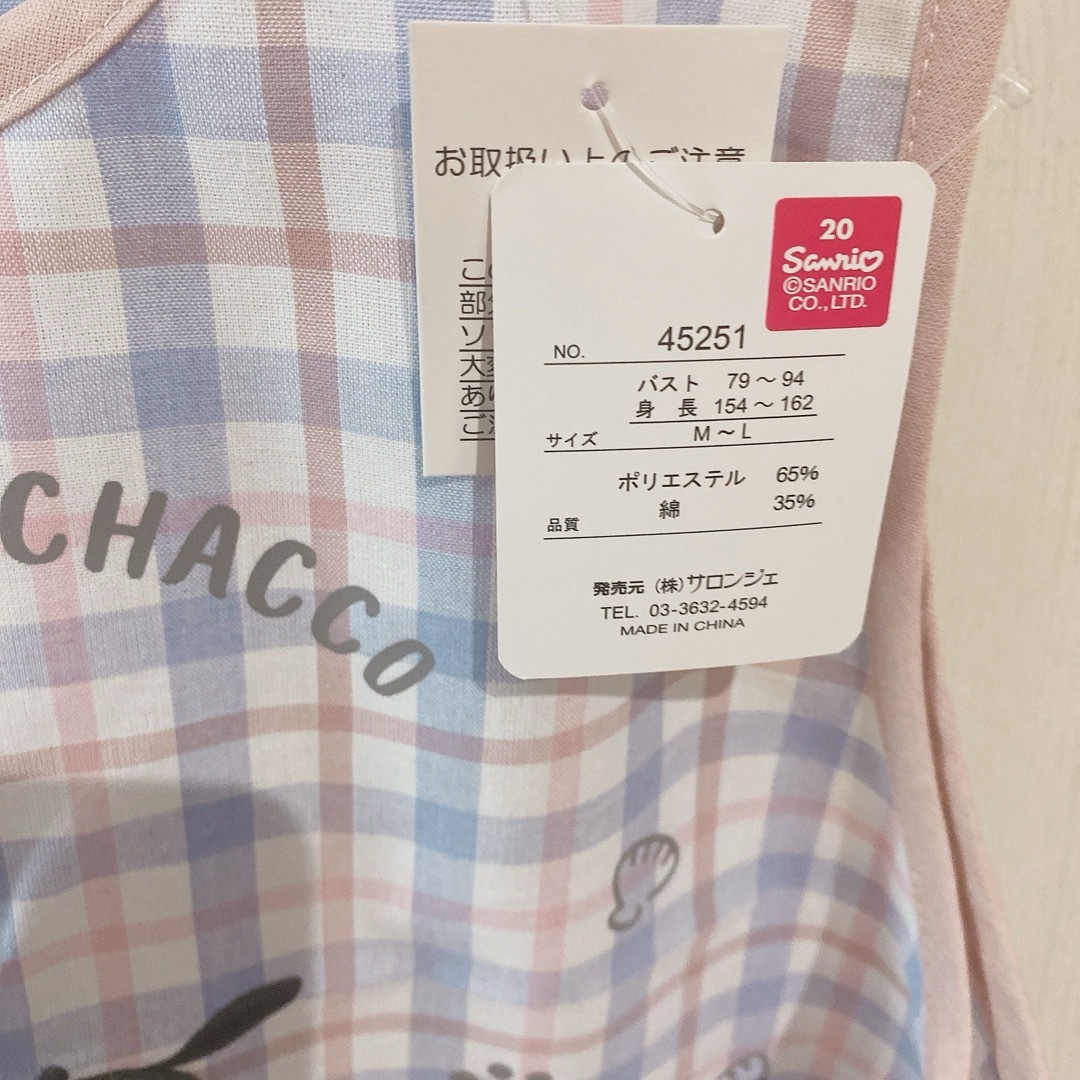 お取扱い上のご注意
部
ソ
大
あ
ご
20
Sanrio
©SANRIO
CO.,LTD.
NO. 45251
バスト 79～94
身 長 154～162
サイズ M～L
ポリエステル 65%
綿 35%
品質
発売元 (株)サロンジェ
TEL. 03-3632-4594
MADE IN CHINA
CHACCO